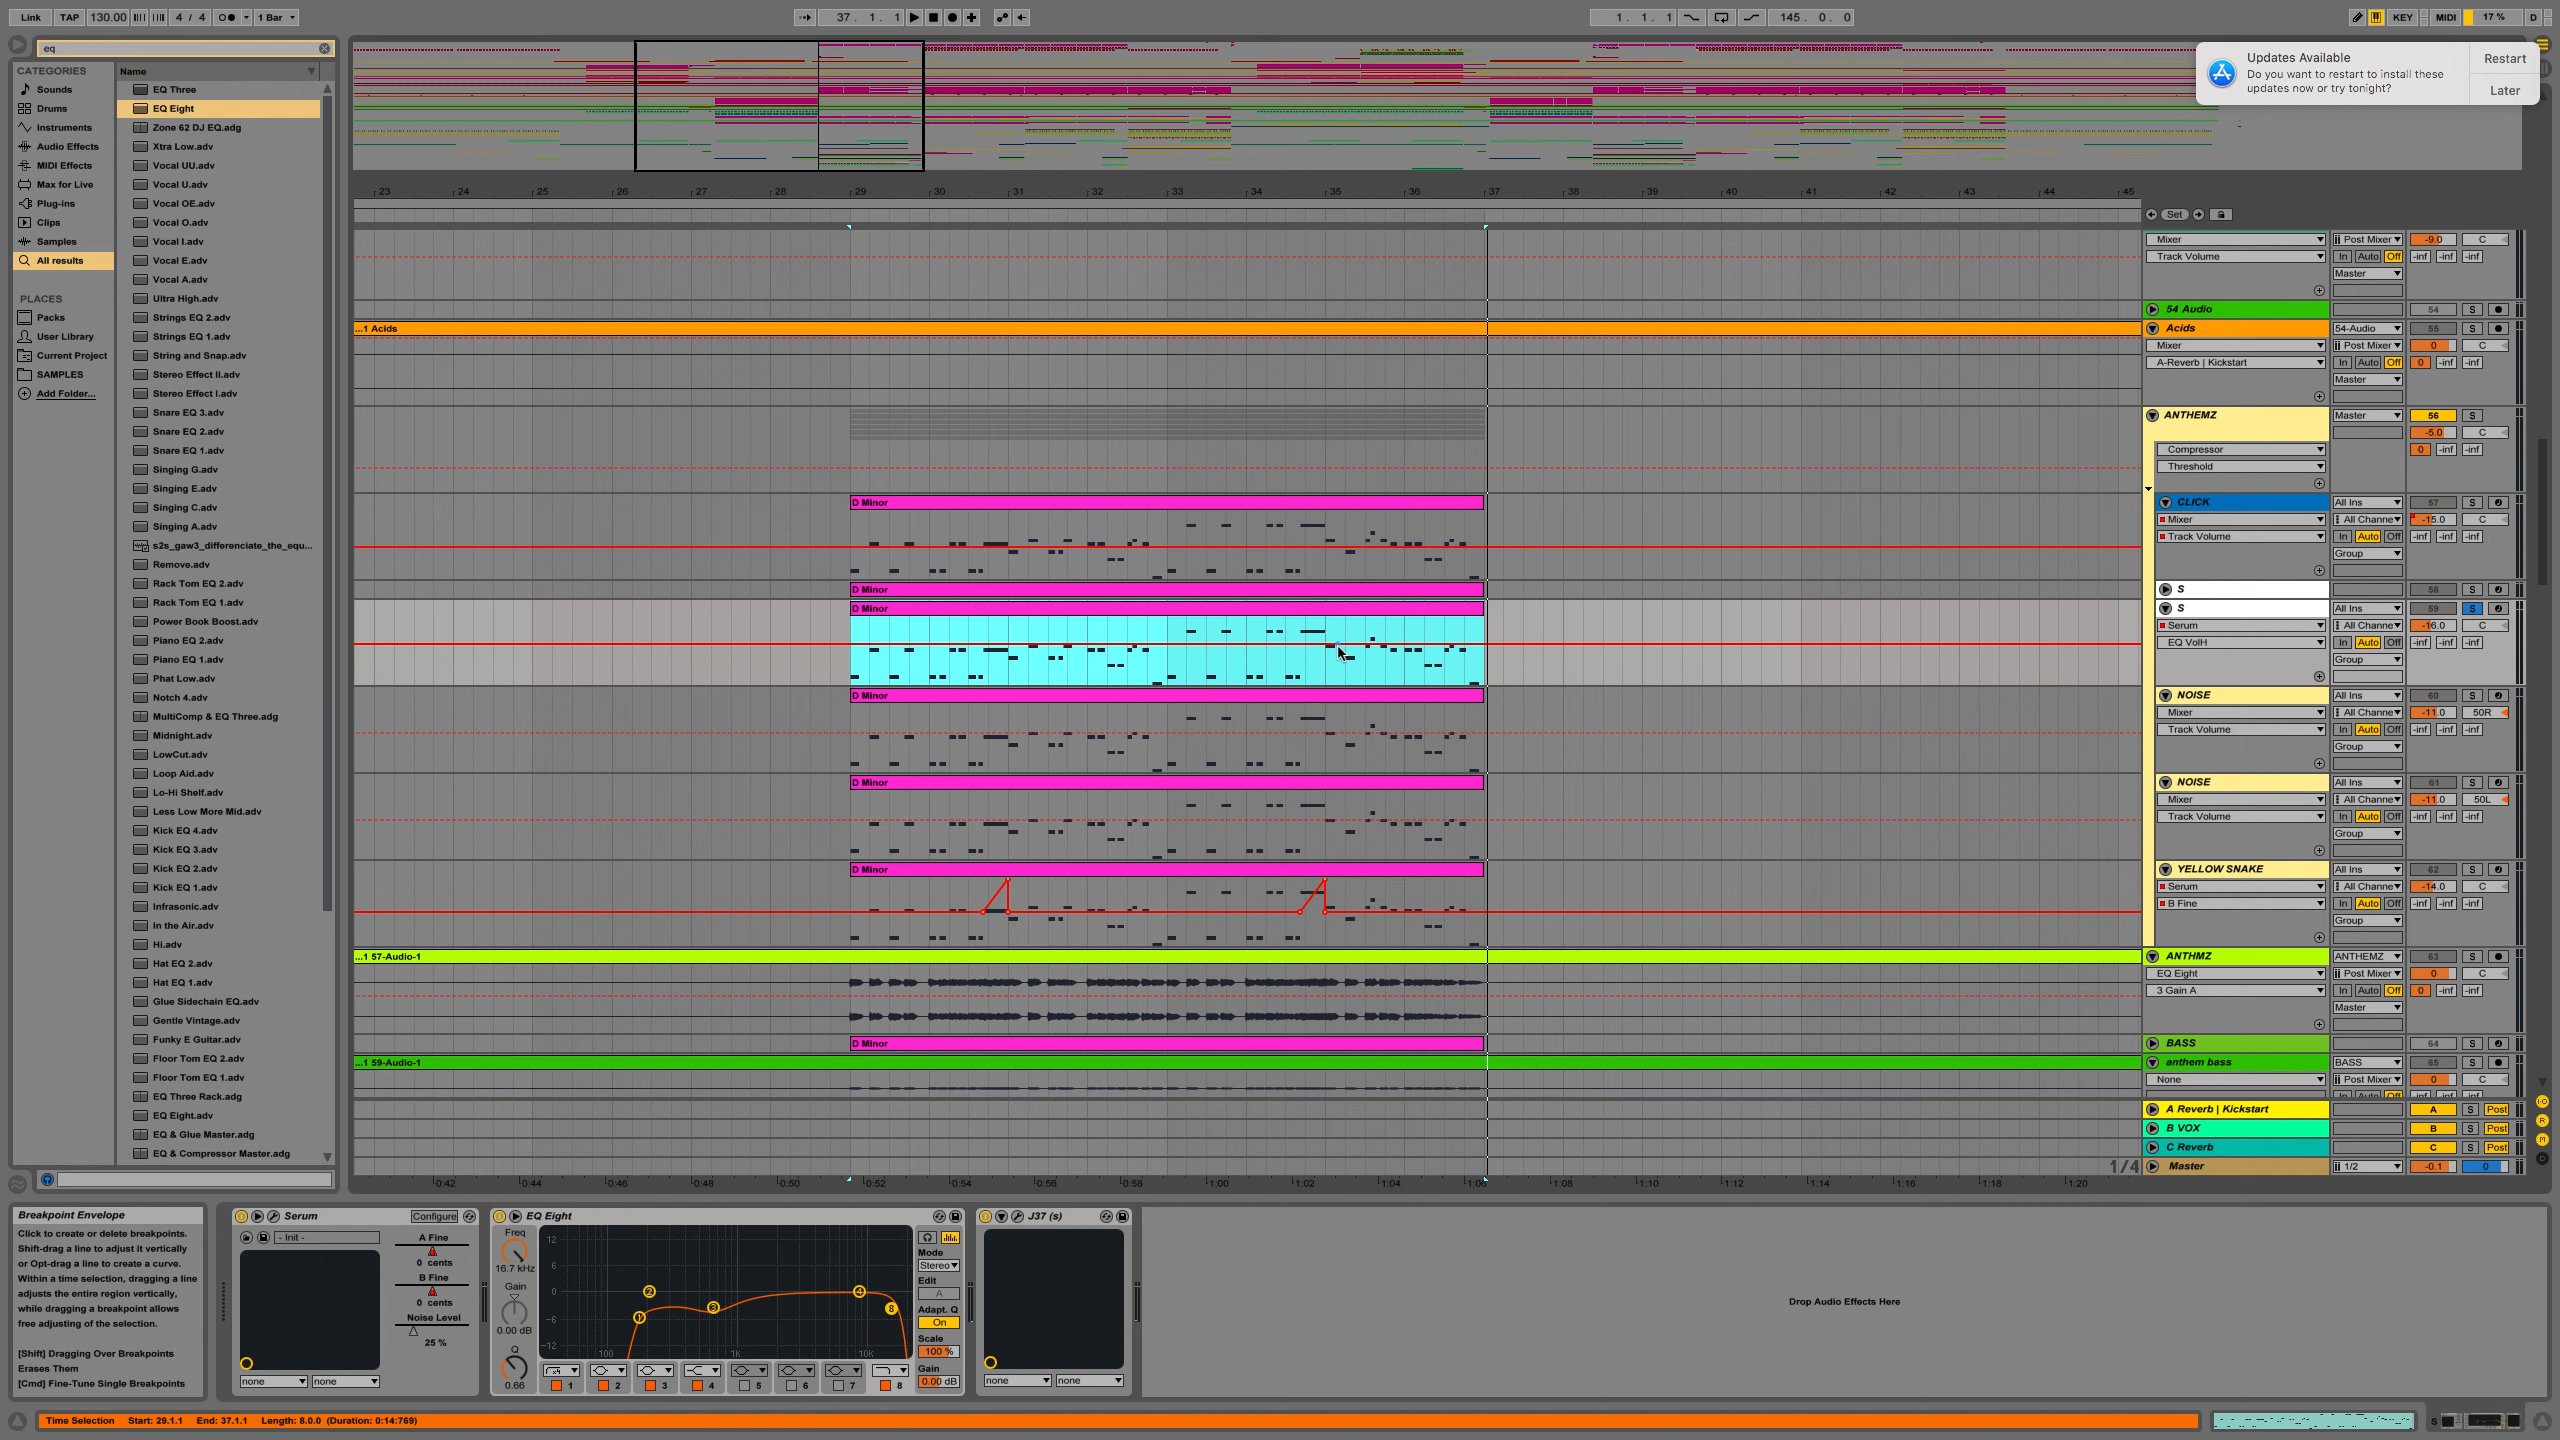 Link TAP 130.00 4 / 4 1 Bar 37. 1. 1 1. 1. 1 145. 0. 0 KEY MIDI 17 % D
eq
Updates Available
Do you want to restart to install these
updates now or try tonight?
Restart
Later
CATEGORIES
Sounds
Drums
Instruments
Audio Effects
MIDI Effects
Max for Live
Plug-ins
Clips
Samples
All results
PLACES
Packs
User Library
Current Project
SAMPLES
Add Folder...
Name
EQ Three
EQ Eight
Zone 62 DJ EQ.adg
Xtra Low.adv
Vocal UU.adv
Vocal U.adv
Vocal OE.adv
Vocal O.adv
Vocal I.adv
Vocal E.adv
Vocal A.adv
Ultra High.adv
Strings EQ 2.adv
Strings EQ 1.adv
String and Snap.adv
Stereo Effect II.adv
Stereo Effect I.adv
Snare EQ 3.adv
Snare EQ 2.adv
Snare EQ 1.adv
Singing G.adv
Singing E.adv
Singing C.adv
Singing A.adv
s2s_gaw3_differenciate_the_equ...
Remove.adv
Rack Tom EQ 2.adv
Rack Tom EQ 1.adv
Power Book Boost.adv
Piano EQ 2.adv
Piano EQ 1.adv
Phat Low.adv
Notch 4.adv
MultiComp & EQ Three.adg
Midnight.adv
LowCut.adv
Loop Aid.adv
Lo-Hi Shelf.adv
Less Low More Mid.adv
Kick EQ 4.adv
Kick EQ 3.adv
Kick EQ 2.adv
Kick EQ 1.adv
Infrasonic.adv
In the Air.adv
Hi.adv
Hat EQ 2.adv
Hat EQ 1.adv
Glue Sidechain EQ.adv
Gentle Vintage.adv
Funky E Guitar.adv
Floor Tom EQ 2.adv
Floor Tom EQ 1.adv
EQ Three Rack.adg
EQ Eight.adv
EQ & Glue Master.adg
EQ & Compressor Master.adg
23 24 25 26 27 28 29 30 31 32 33 34 35 36 37 38 39 40 41 42 43 44 45
Set
Mixer Post Mixer -9.0 C
Track Volume In Auto Off -inf -inf -inf
Master
54 Audio 54 S
...1 Acids Acids 54-Audio 55 S
Mixer Post Mixer 0 C
A-Reverb | Kickstart In Auto Off 0 -inf -inf
Master
ANTHEMZ Master 56 S
-5.0 C
Compressor 0 -inf -inf
Threshold
D Minor CLICK All Ins 57 S
Mixer All Channe -15.0 C
Track Volume In Auto Off -inf -inf -inf
Group
D Minor S 58 S
D Minor S All Ins 59 S
Serum All Channe -16.0 C
EQ VolH In Auto Off -inf -inf -inf
Group
D Minor NOISE All Ins 60 S
Mixer All Channe -11.0 50R
Track Volume In Auto Off -inf -inf -inf
Group
D Minor NOISE All Ins 61 S
Mixer All Channe -11.0 50L
Track Volume In Auto Off -inf -inf -inf
Group
D Minor YELLOW SNAKE All Ins 62 S
Serum All Channe -14.0 C
B Fine In Auto Off -inf -inf -inf
Group
...1 57-Audio-1 ANTHMZ ANTHEMZ 63 S
EQ Eight Post Mixer 0 C
3 Gain A In Auto Off 0 -inf -inf
Master
D Minor BASS 64 S
...1 59-Audio-1 anthem bass BASS 65 S
None Post Mixer 0 C
A Reverb | Kickstart A S Post
B VOX B S Post
C Reverb C S Post
1/4 Master 1/2 -0.1 0
0:42 0:44 0:46 0:48 0:50 0:52 0:54 0:56 0:58 1:00 1:02 1:04 1:06 1:08 1:10 1:12 1:14 1:16 1:18 1:20
Breakpoint Envelope
Click to create or delete breakpoints.
Shift-drag a line to adjust it vertically
or Opt-drag a line to create a curve.
Within a time selection, dragging a line
adjusts the entire region vertically,
while dragging a breakpoint allows
free adjusting of the selection.
[Shift] Dragging Over Breakpoints
Erases Them
[Cmd] Fine-Tune Single Breakpoints
Serum Configure
- Init -
A Fine
0 cents
B Fine
0 cents
Noise Level
25 %
none none
EQ Eight
Freq
16.7 kHz
Gain
0.00 dB
Q
0.66
12
6
0
-6
-12
100 1K 10K
1 2 3 4 8
1 2 3 4 5 6 7 8
Mode
Stereo
Edit
A
Adapt. Q
On
Scale
100 %
Gain
0.00 dB
J37 (s)
none none
Drop Audio Effects Here
Time Selection Start: 29.1.1 End: 37.1.1 Length: 8.0.0 (Duration: 0:14:769)
S